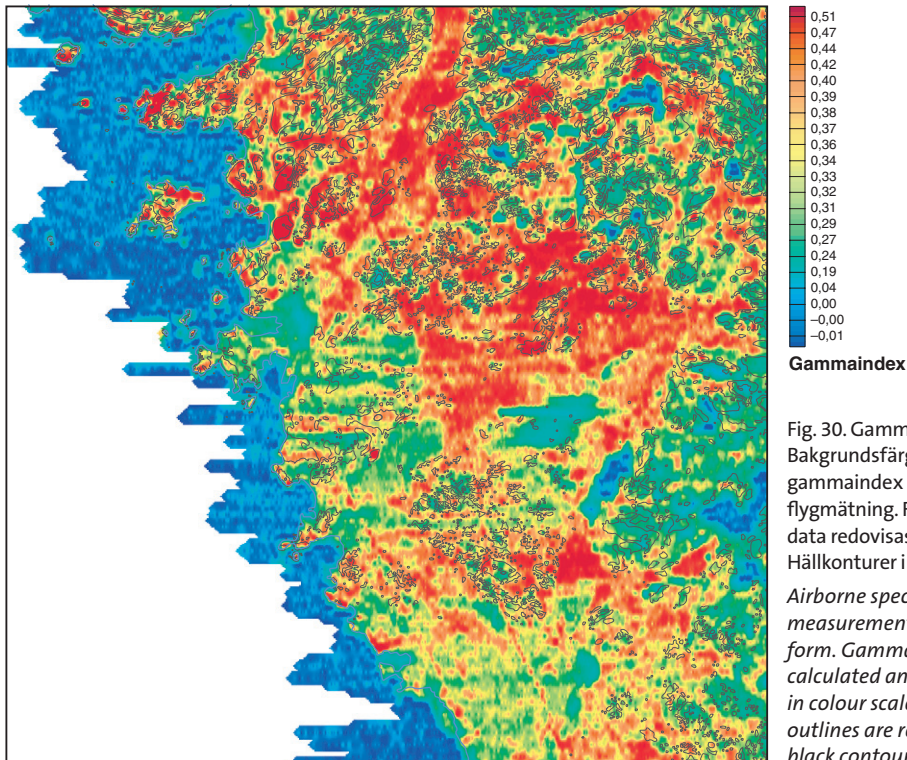 0,51
0,47
0,44
0,42
0,40
0,39
0,38
0,37
0,36
0,34
0,33
0,32
0,31
0,29
0,27
0,24
0,19
0,04
0,00
–0,00
–0,01
Gammaindex
Fig. 30. Gamm
Bakgrundsfärg
gammaindex
flygmätning. F
data redovisas
Hällkonturer i
Airborne spec
measurement
form. Gamma
calculated an
in colour scale
outlines are re
black contour